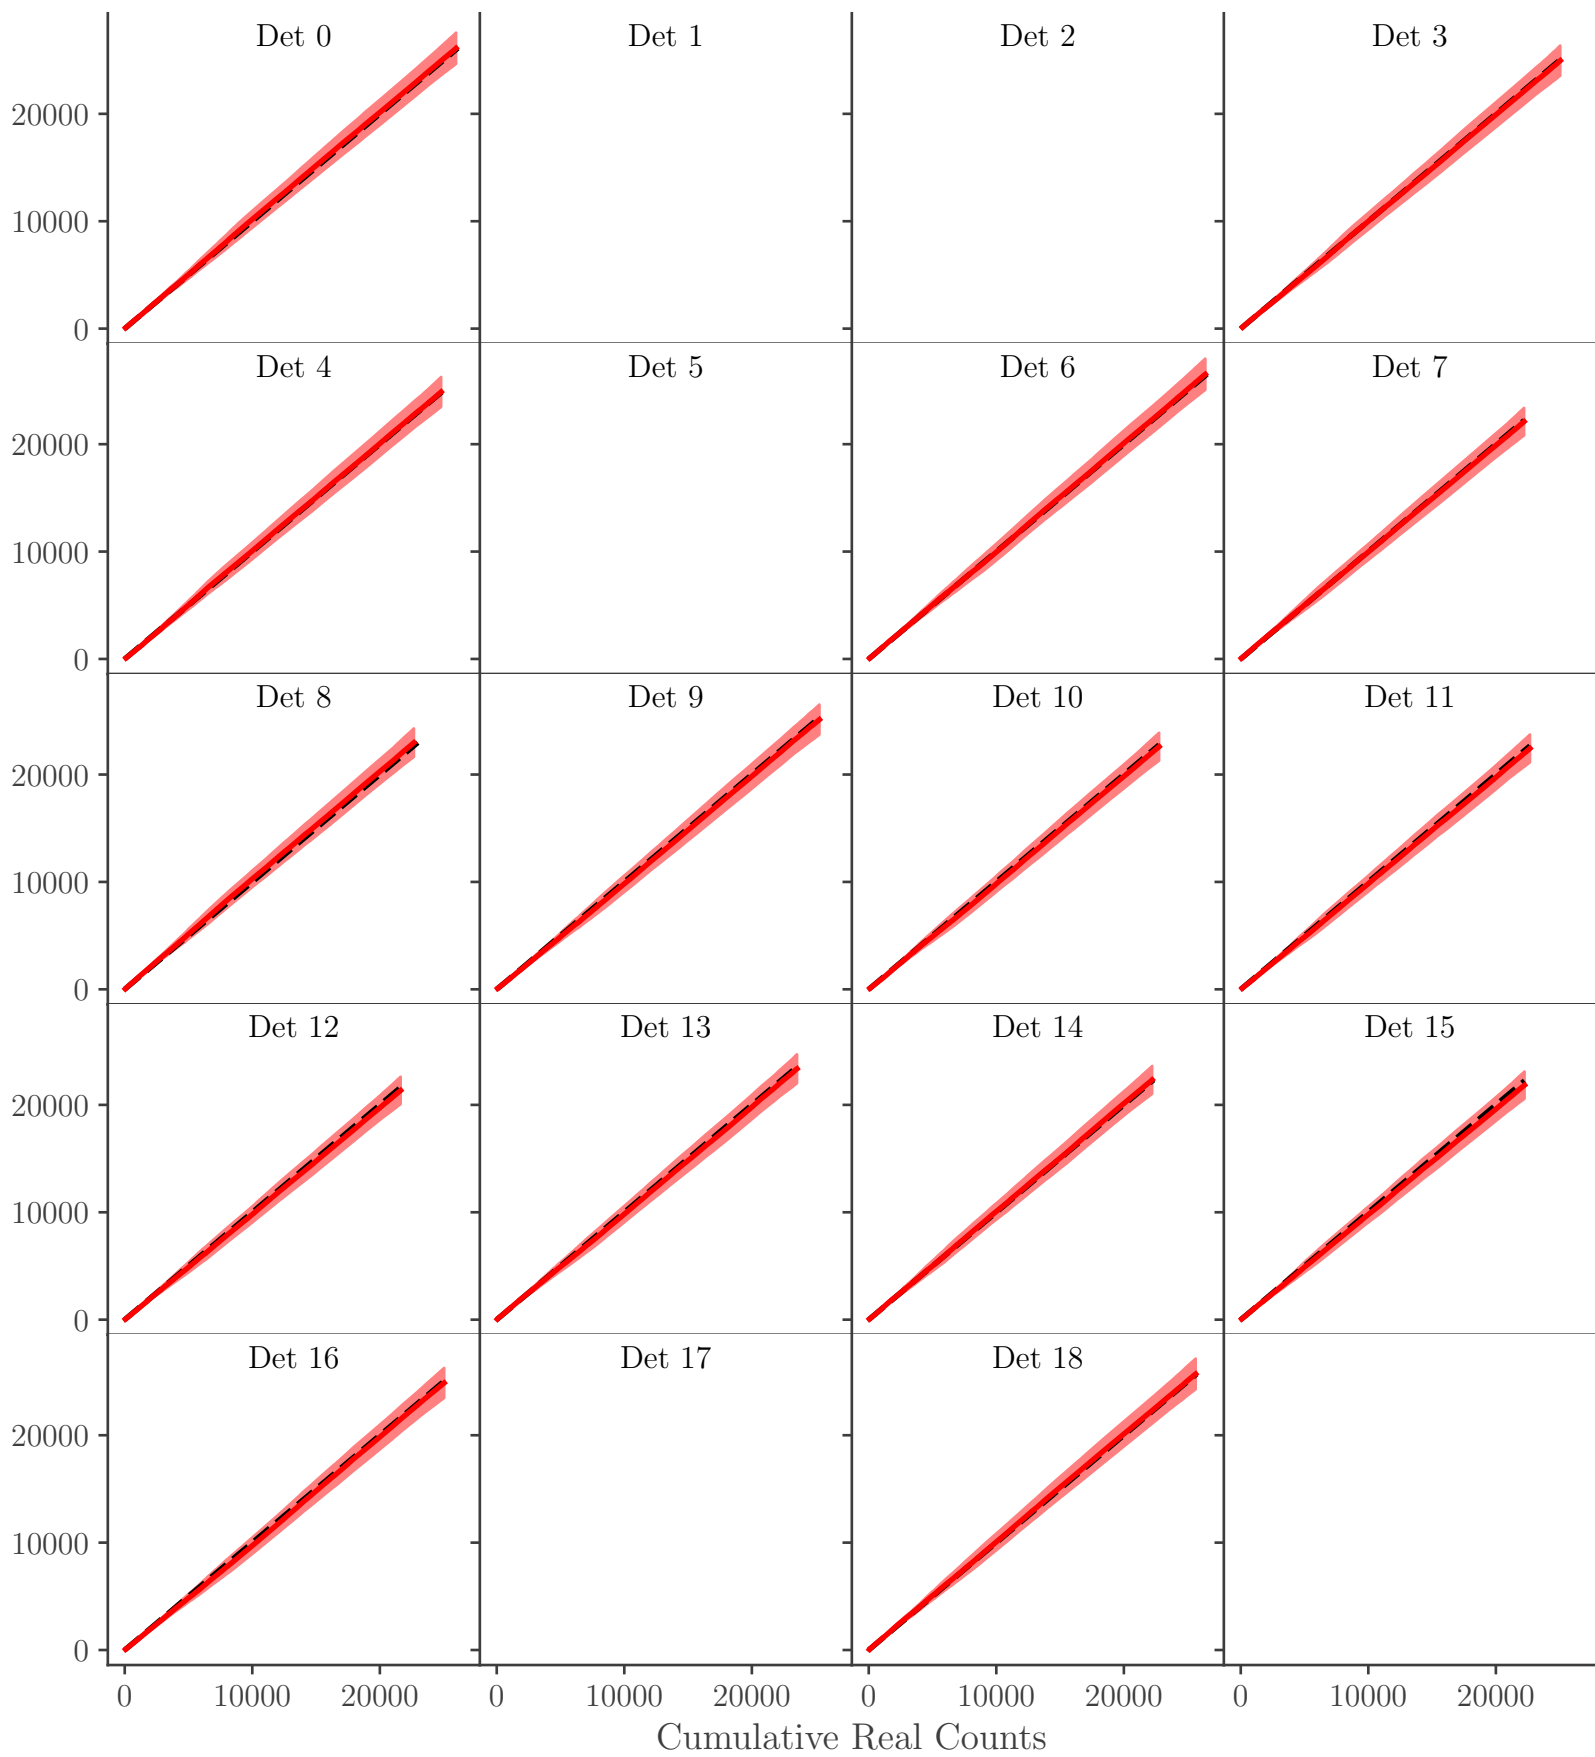 Det 0 Det 1 Det 2 Det 3
20000
10000
0
Det 4 Det 5 Det 6 Det 7
20000
10000
0
Det 8 Det 9 Det 10 Det 11
20000
10000
0
Det 12 Det 13 Det 14 Det 15
20000
10000
0
Det 16 Det 17 Det 18
20000
10000
0
0 10000 20000 0 10000 20000 0 10000 20000 0 10000 20000
Cumulative Real Counts